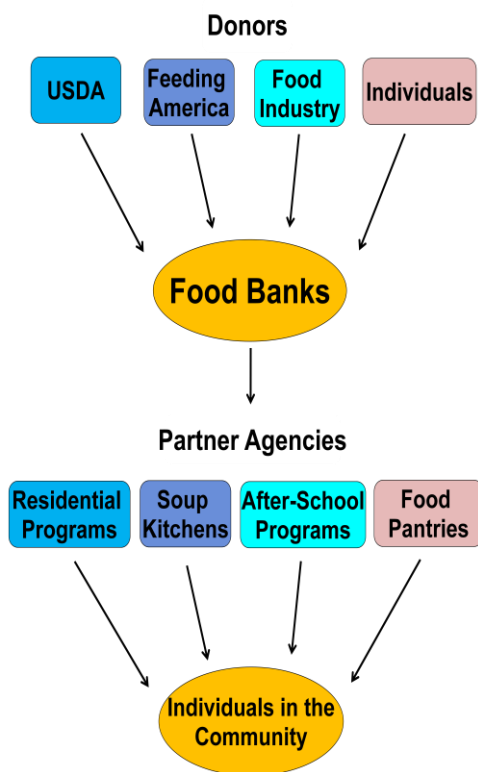 Donors
USDA
Feeding
America
Food
Industry
Individuals
Food Banks
Partner Agencies
Residential
Programs
Soup
Kitchens
After-School
Programs
Food
Pantries
Individuals in the
Community